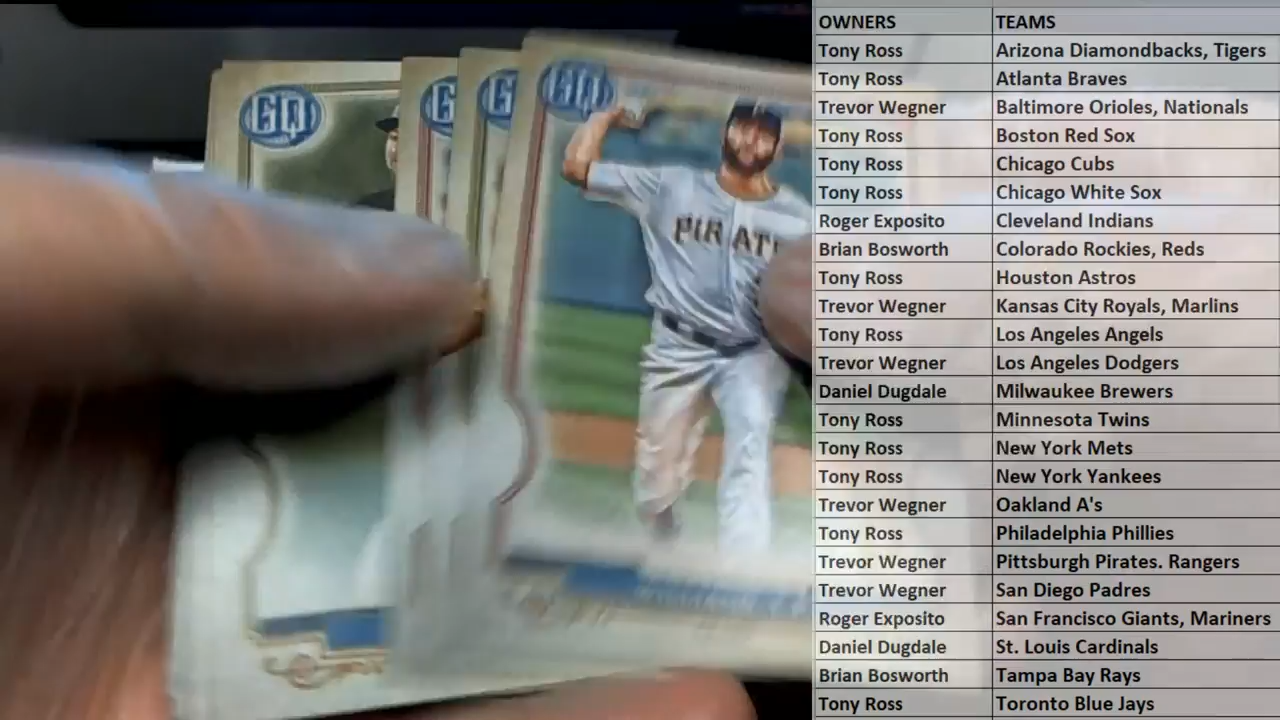 GQ
G
G
GQ
PIRAT
OWNERS TEAMS
Tony Ross Arizona Diamondbacks, Tigers
Tony Ross Atlanta Braves
Trevor Wegner Baltimore Orioles, Nationals
Tony Ross Boston Red Sox
Tony Ross Chicago Cubs
Tony Ross Chicago White Sox
Roger Exposito Cleveland Indians
Brian Bosworth Colorado Rockies, Reds
Tony Ross Houston Astros
Trevor Wegner Kansas City Royals, Marlins
Tony Ross Los Angeles Angels
Trevor Wegner Los Angeles Dodgers
Daniel Dugdale Milwaukee Brewers
Tony Ross Minnesota Twins
Tony Ross New York Mets
Tony Ross New York Yankees
Trevor Wegner Oakland A's
Tony Ross Philadelphia Phillies
Trevor Wegner Pittsburgh Pirates. Rangers
Trevor Wegner San Diego Padres
Roger Exposito San Francisco Giants, Mariners
Daniel Dugdale St. Louis Cardinals
Brian Bosworth Tampa Bay Rays
Tony Ross Toronto Blue Jays